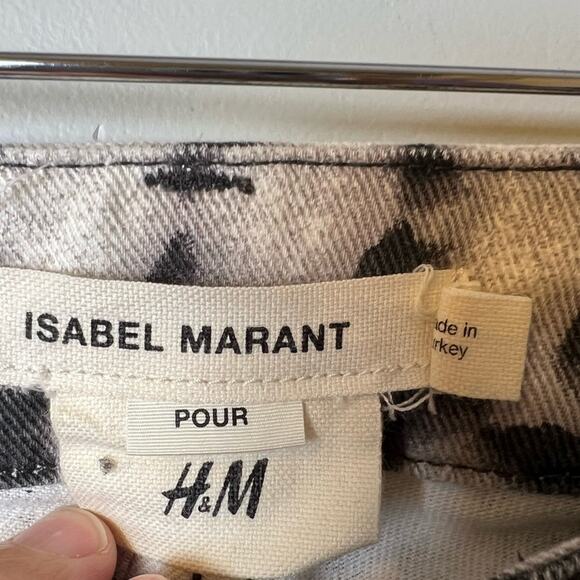 ISABEL MARANT
POUR
H&M
ade in
rkey